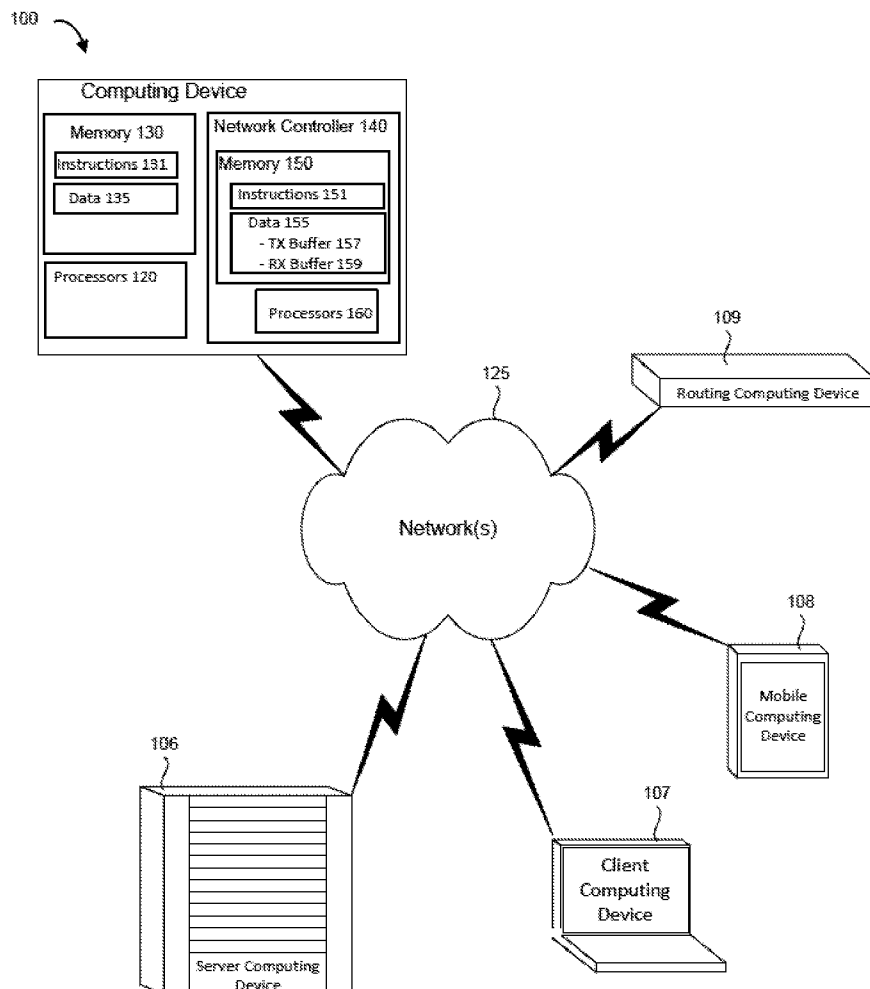 100
Computing Device
Memory 130
Instructions 131
Data 135
Processors 120
Network Controller 140
Memory 150
Instructions 151
Data 155
- TX Buffer 157
- RX Buffer 159
Processors 160
109
Routing Computing Device
125
Network(s)
108
Mobile
Computing
Device
106
Server Computing
Device
107
Client
Computing
Device